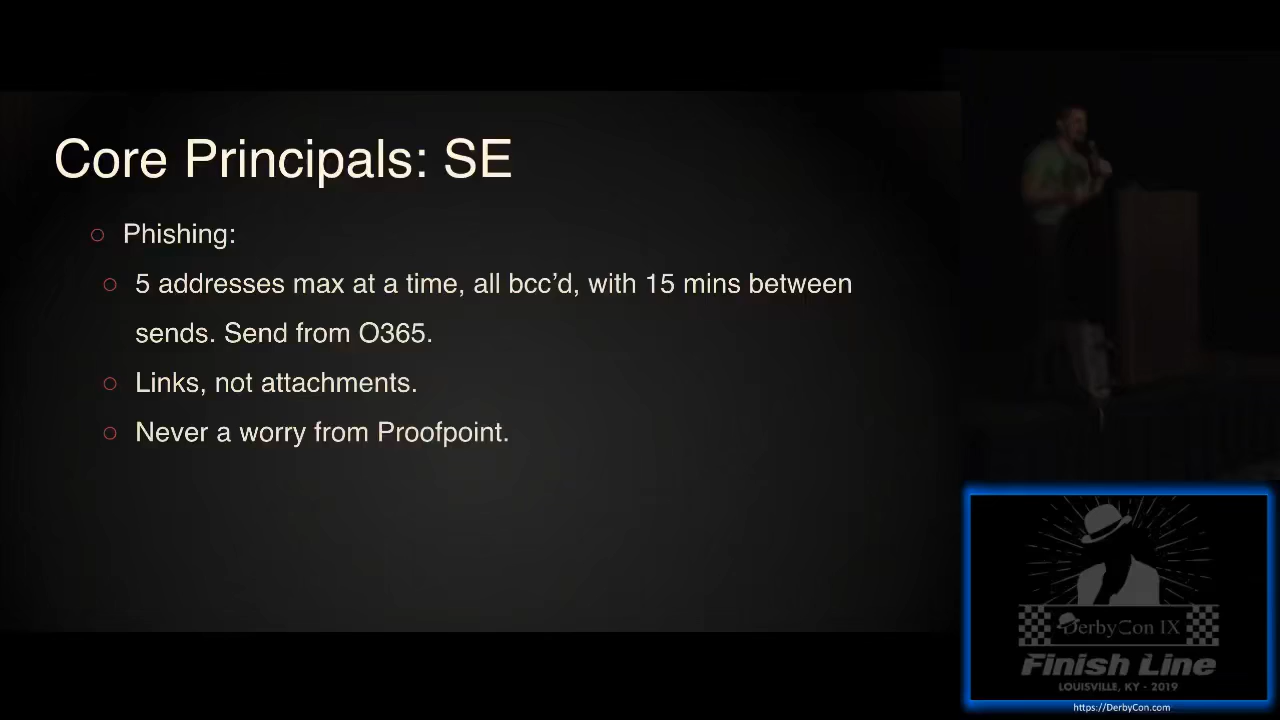 Core Principals: SE
Phishing:
5 addresses max at a time, all bcc’d, with 15 mins between
sends. Send from O365.
Links, not attachments.
Never a worry from Proofpoint.
DerbyCon IX
Finish Line
LOUISVILLE, KY - 2019
https://DerbyCon.com